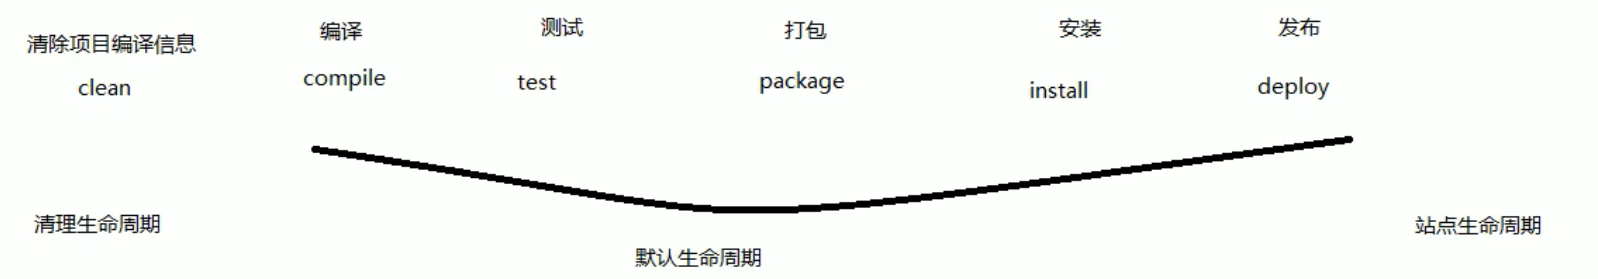 清除项目编译信息
clean
编译
compile
测试
test
打包
package
安装
install
发布
deploy
清理生命周期
默认生命周期
站点生命周期